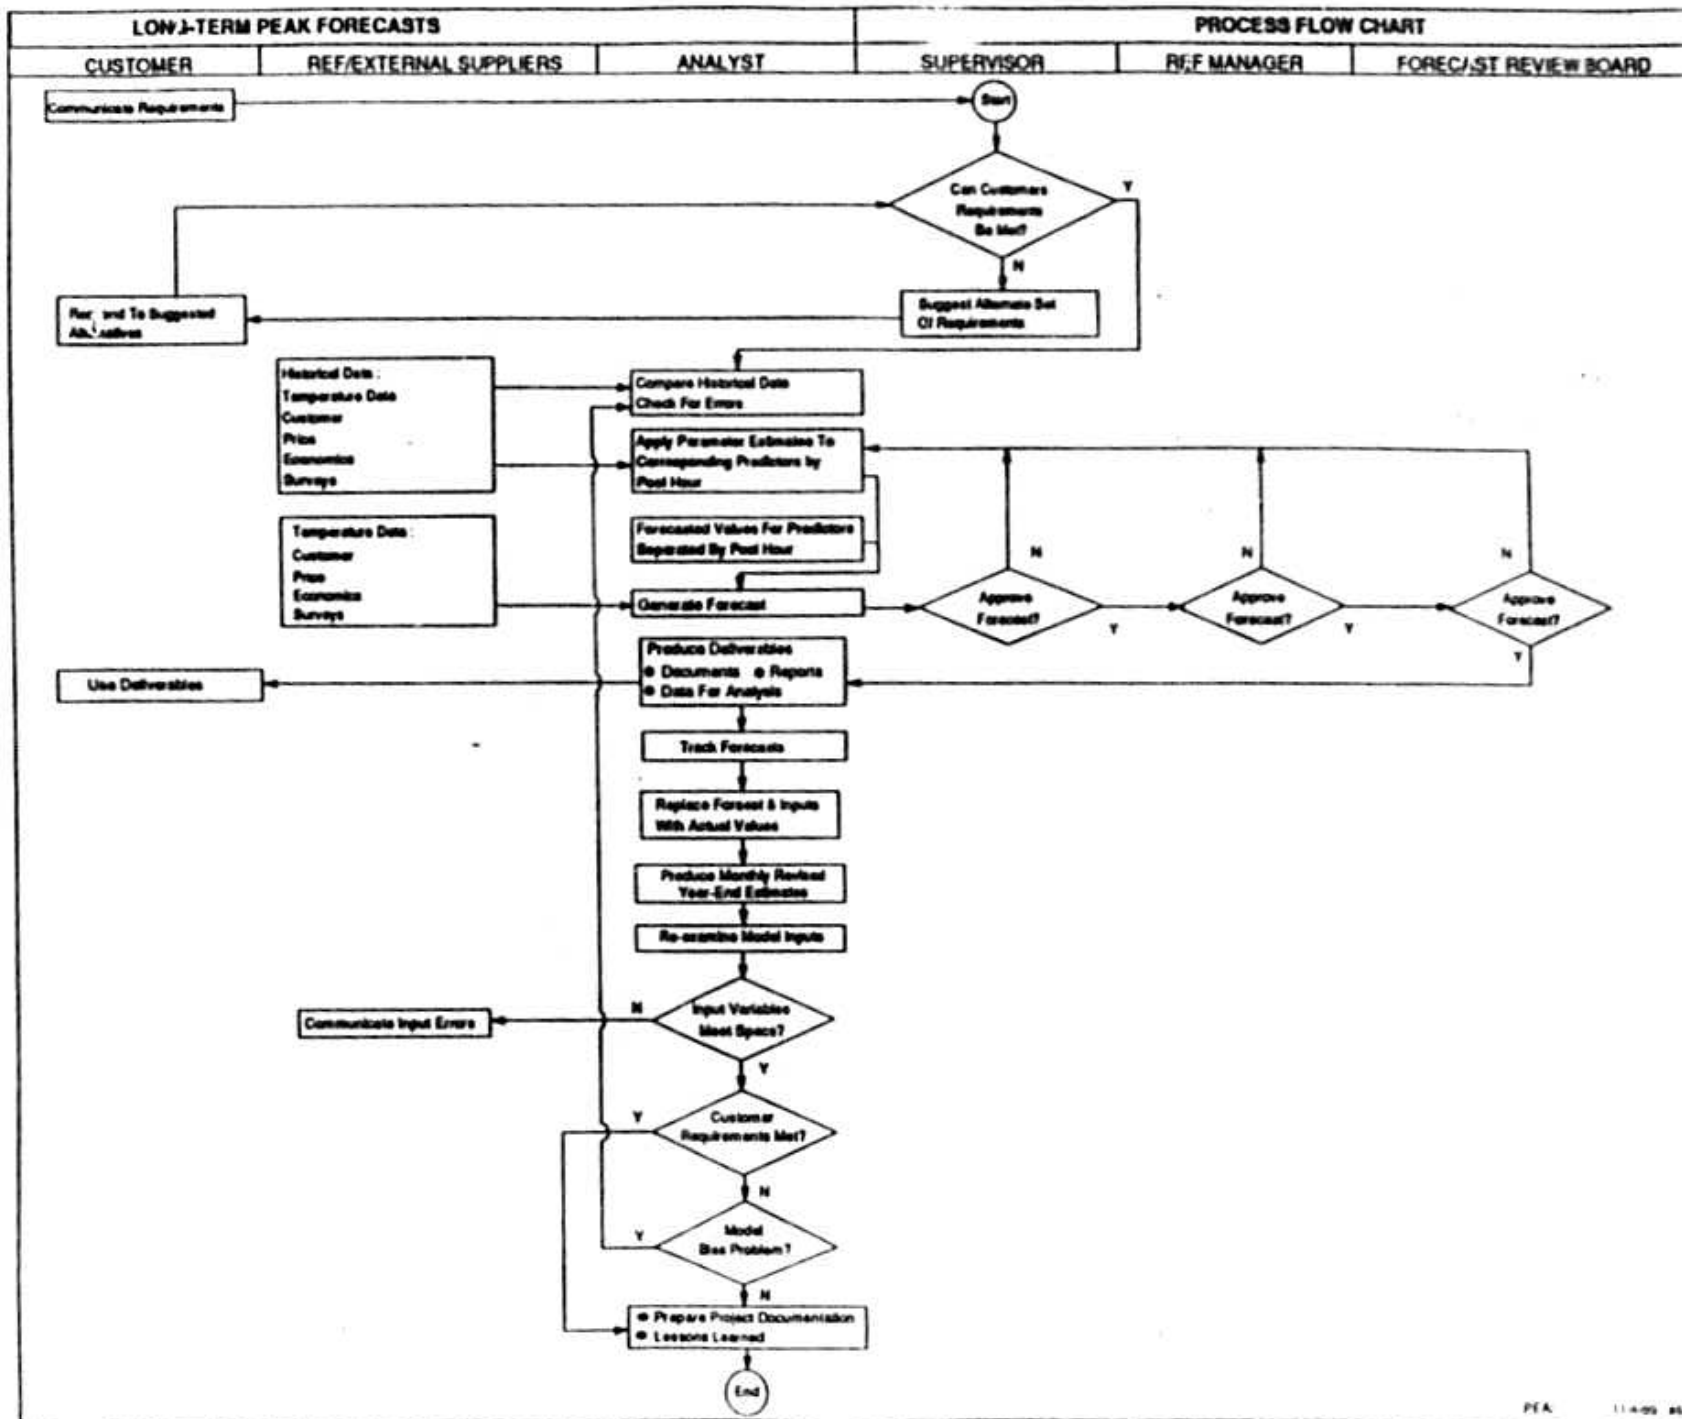 LONG-TERM PEAK FORECASTS
PROCESS FLOW CHART
CUSTOMER
REF/EXTERNAL SUPPLIERS
ANALYST
SUPERVISOR
REF MANAGER
FORECAST REVIEW BOARD
Communicate Requirements
Start
Can Customers
Requirements
Be Met?
Y
N
Suggest Alternate Set
Of Requirements
To Suggested
Historical Data :
Temperature Data
Customer
Price
Economics
Surveys
Compare Historical Data
Check For Errors
Apply Parameter Estimates To
Corresponding Predictors by
Pool Hour
Forecasted Values For Predictors
Separated By Pool Hour
Temperature Data :
Customer
Price
Economics
Surveys
Generate Forecast
N
Approve
Forecast?
Y
N
Approve
Forecast?
Y
N
Approve
Forecast?
Y
Produce Deliverables
• Documents • Reports
• Data For Analysis
Use Deliverables
Track Forecasts
Replace Forcast & Inputs
With Actual Values
Produce Monthly Revised
Year-End Estimates
Re-examine Model Inputs
Input Variables
Meet Specs?
N
Communicate Input Errors
Y
Customer
Requirements Met?
Y
N
Model
Bias Problem?
Y
N
• Prepare Project Documentation
• Lessons Learned
End
PEA